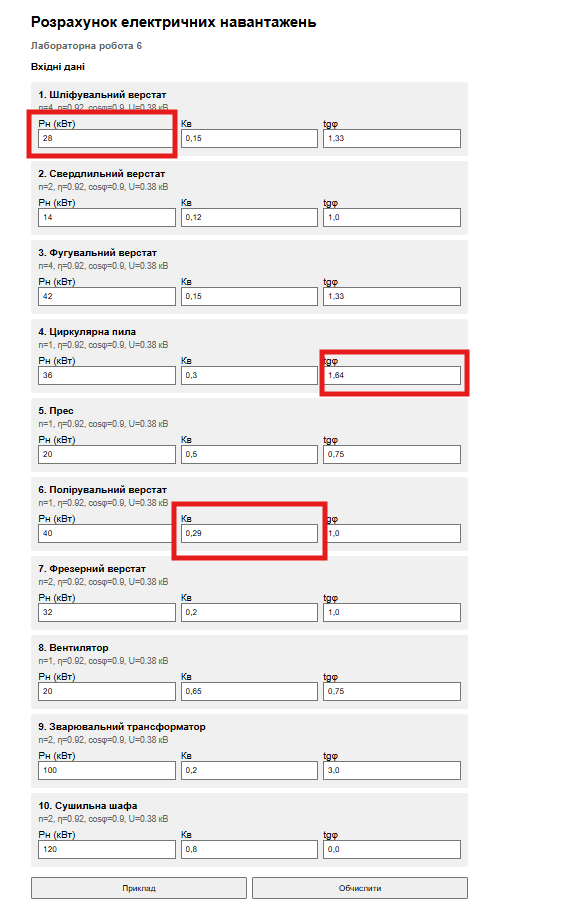 Розрахунок електричних навантажень
Лабораторна робота 6
Вхідні дані
1. Шліфувальний верстат
n=4, η=0.92, cosφ=0.9, U=0.38 кВ
Рн (кВт) Кв tgφ
28 0,15 1,33
2. Свердлильний верстат
n=2, η=0.92, cosφ=0.9, U=0.38 кВ
Рн (кВт) Кв tgφ
14 0,12 1,0
3. Фугувальний верстат
n=4, η=0.92, cosφ=0.9, U=0.38 кВ
Рн (кВт) Кв tgφ
42 0,15 1,33
4. Циркулярна пила
n=1, η=0.92, cosφ=0.9, U=0.38 кВ
Рн (кВт) Кв tgφ
36 0,3 1,64
5. Прес
n=1, η=0.92, cosφ=0.9, U=0.38 кВ
Рн (кВт) Кв tgφ
20 0,5 0,75
6. Полірувальний верстат
n=1, η=0.92, cosφ=0.9, U=0.38 кВ
Рн (кВт) Кв tgφ
40 0,29 1,0
7. Фрезерний верстат
n=2, η=0.92, cosφ=0.9, U=0.38 кВ
Рн (кВт) Кв tgφ
32 0,2 1,0
8. Вентилятор
n=1, η=0.92, cosφ=0.9, U=0.38 кВ
Рн (кВт) Кв tgφ
20 0,65 0,75
9. Зварювальний трансформатор
n=2, η=0.92, cosφ=0.9, U=0.38 кВ
Рн (кВт) Кв tgφ
100 0,2 3,0
10. Сушильна шафа
n=2, η=0.92, cosφ=0.9, U=0.38 кВ
Рн (кВт) Кв tgφ
120 0,8 0,0
Приклад Обчислити